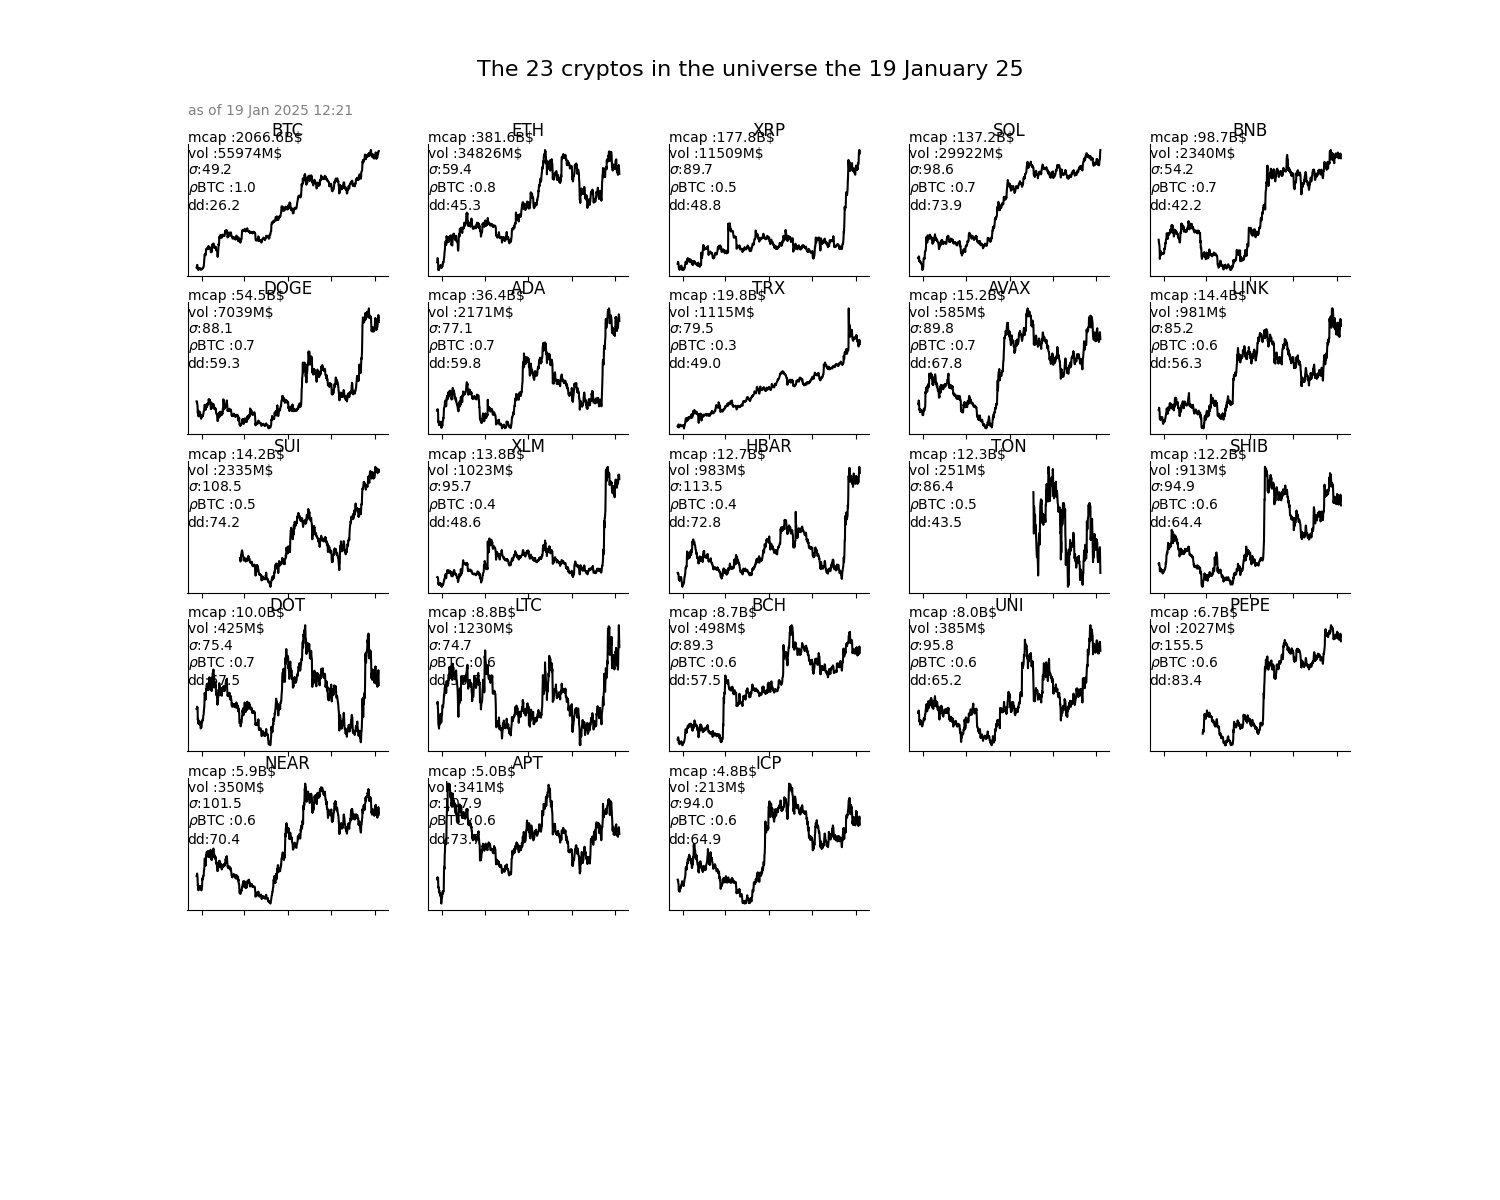 The 23 cryptos in the universe the 19 January 25
as of 19 Jan 2025 12:21
BTC
mcap :2066.6B$
vol :55974M$
σ:49.2
ρBTC :1.0
dd:26.2
ETH
mcap :381.6B$
vol :34826M$
σ:59.4
ρBTC :0.8
dd:45.3
XRP
mcap :177.8B$
vol :11509M$
σ:89.7
ρBTC :0.5
dd:48.8
SOL
mcap :137.2B$
vol :29922M$
σ:98.6
ρBTC :0.7
dd:73.9
BNB
mcap :98.7B$
vol :2340M$
σ:54.2
ρBTC :0.7
dd:42.2
DOGE
mcap :54.5B$
vol :7039M$
σ:88.1
ρBTC :0.7
dd:59.3
ADA
mcap :36.4B$
vol :2171M$
σ:77.1
ρBTC :0.7
dd:59.8
TRX
mcap :19.8B$
vol :1115M$
σ:79.5
ρBTC :0.3
dd:49.0
AVAX
mcap :15.2B$
vol :585M$
σ:89.8
ρBTC :0.7
dd:67.8
LINK
mcap :14.4B$
vol :981M$
σ:85.2
ρBTC :0.6
dd:56.3
SUI
mcap :14.2B$
vol :2335M$
σ:108.5
ρBTC :0.5
dd:74.2
XLM
mcap :13.8B$
vol :1023M$
σ:95.7
ρBTC :0.4
dd:48.6
HBAR
mcap :12.7B$
vol :983M$
σ:113.5
ρBTC :0.4
dd:72.8
TON
mcap :12.3B$
vol :251M$
σ:86.4
ρBTC :0.5
dd:43.5
SHIB
mcap :12.2B$
vol :913M$
σ:94.9
ρBTC :0.6
dd:64.4
DOT
mcap :10.0B$
vol :425M$
σ:75.4
ρBTC :0.7
LTC
mcap :8.8B$
vol :1230M$
σ:74.7
ρBTC :0.6
BCH
mcap :8.7B$
vol :498M$
σ:89.3
ρBTC :0.6
dd:57.5
UNI
mcap :8.0B$
vol :385M$
σ:95.8
ρBTC :0.6
dd:65.2
PEPE
mcap :6.7B$
vol :2027M$
σ:155.5
ρBTC :0.6
dd:83.4
NEAR
mcap :5.9B$
vol :350M$
σ:101.5
ρBTC :0.6
dd:70.4
APT
mcap :5.0B$
vol :341M$
σ:107.9
ρBTC :0.6
ICP
mcap :4.8B$
vol :213M$
σ:94.0
ρBTC :0.6
dd:64.9